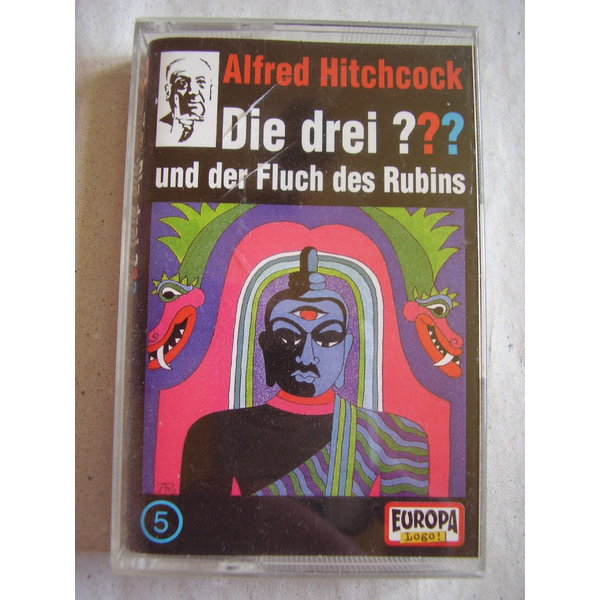 Alfred Hitchcock
Die drei ???
und der Fluch des Rubins
5
EUROPA
Logo!